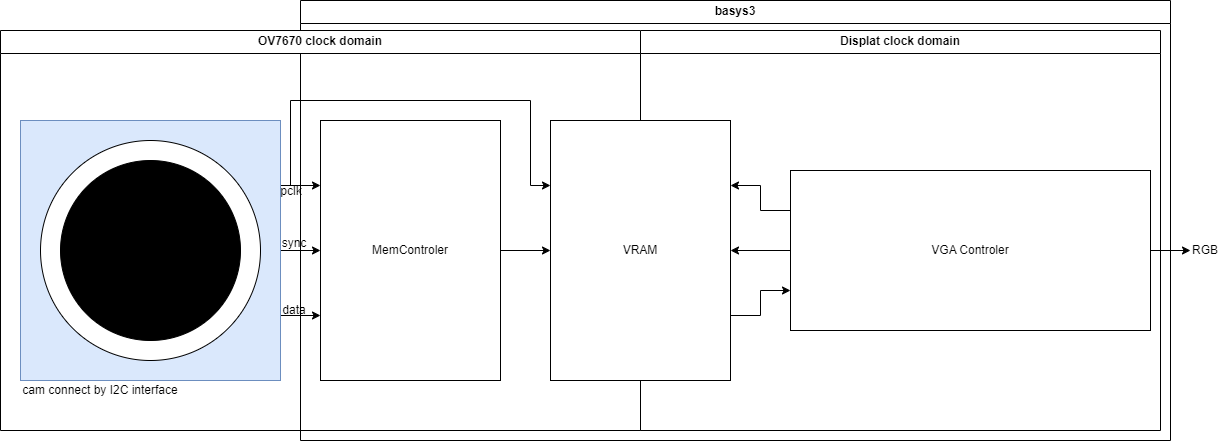 basys3
OV7670 clock domain
Displat clock domain
pclk
sync
data
MemControler
VRAM
VGA Controler
RGB
cam connect by I2C interface